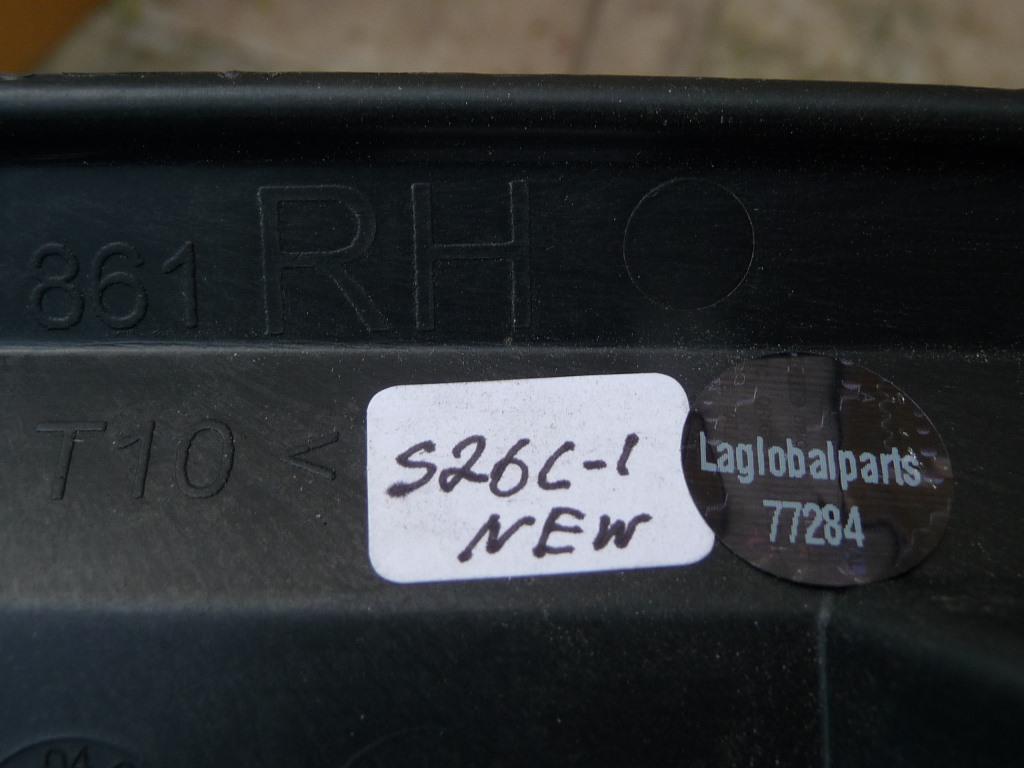 861 RH
T10 <
S26C-1
NEW
Laglobalparts
77284